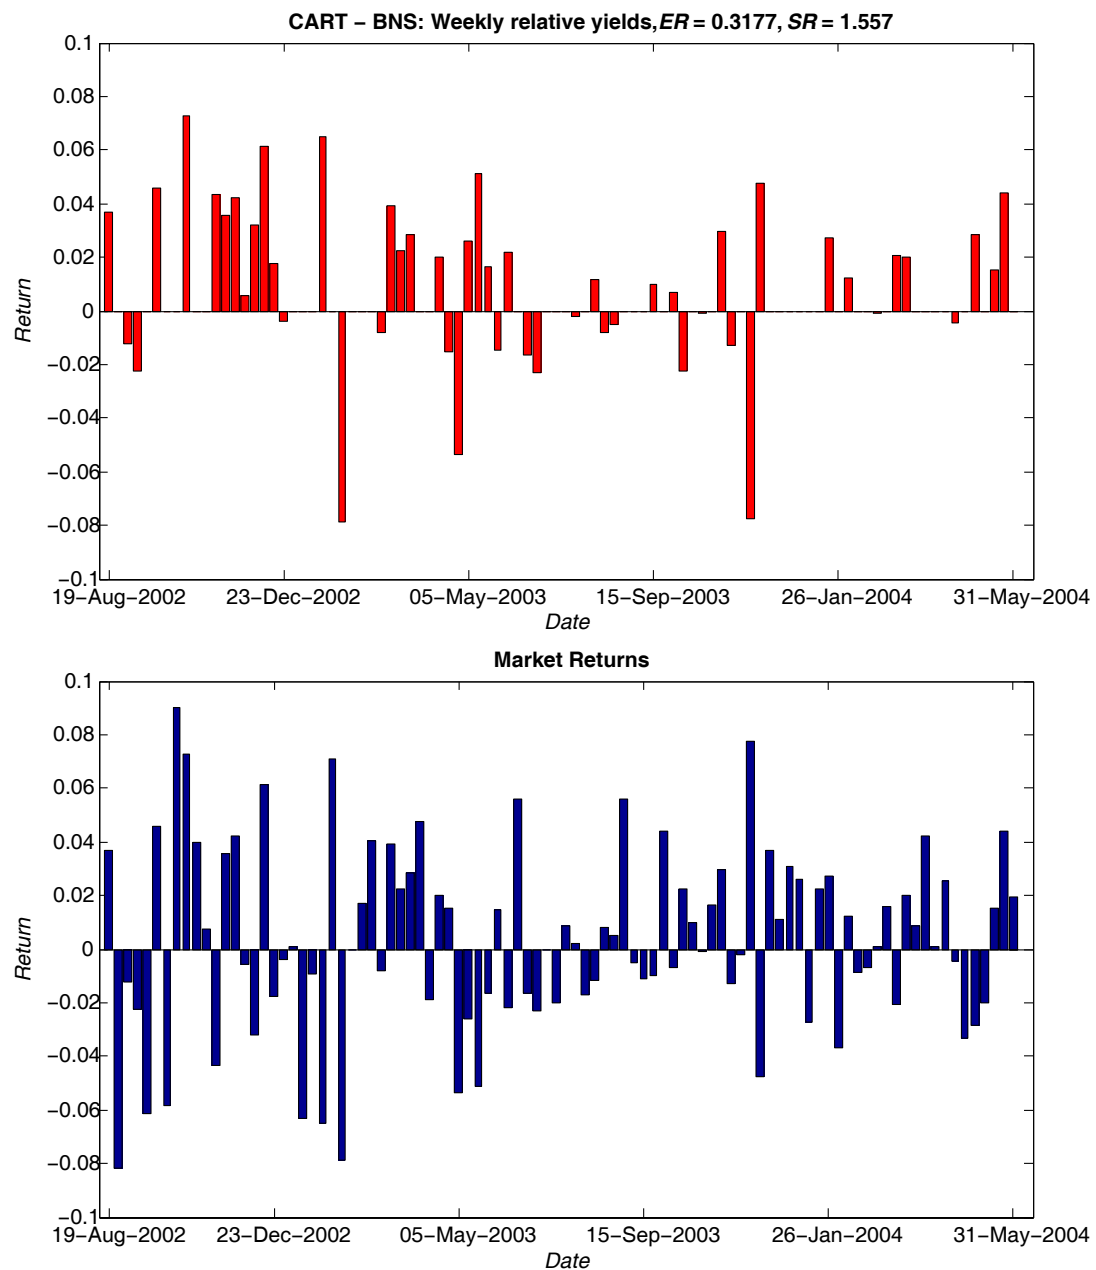 CART − BNS: Weekly relative yields, ER = 0.3177, SR = 1.557
0.1
0.08
0.06
0.04
0.02
0
−0.02
−0.04
−0.06
−0.08
−0.1
Return
19−Aug−2002 23−Dec−2002 05−May−2003 15−Sep−2003 26−Jan−2004 31−May−2004
Date
Market Returns
0.1
0.08
0.06
0.04
0.02
0
−0.02
−0.04
−0.06
−0.08
−0.1
Return
19−Aug−2002 23−Dec−2002 05−May−2003 15−Sep−2003 26−Jan−2004 31−May−2004
Date